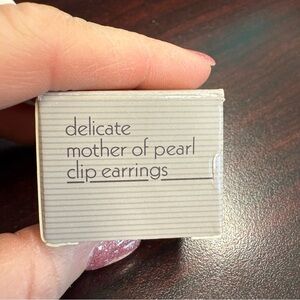 delicate
mother of pearl
clip earrings